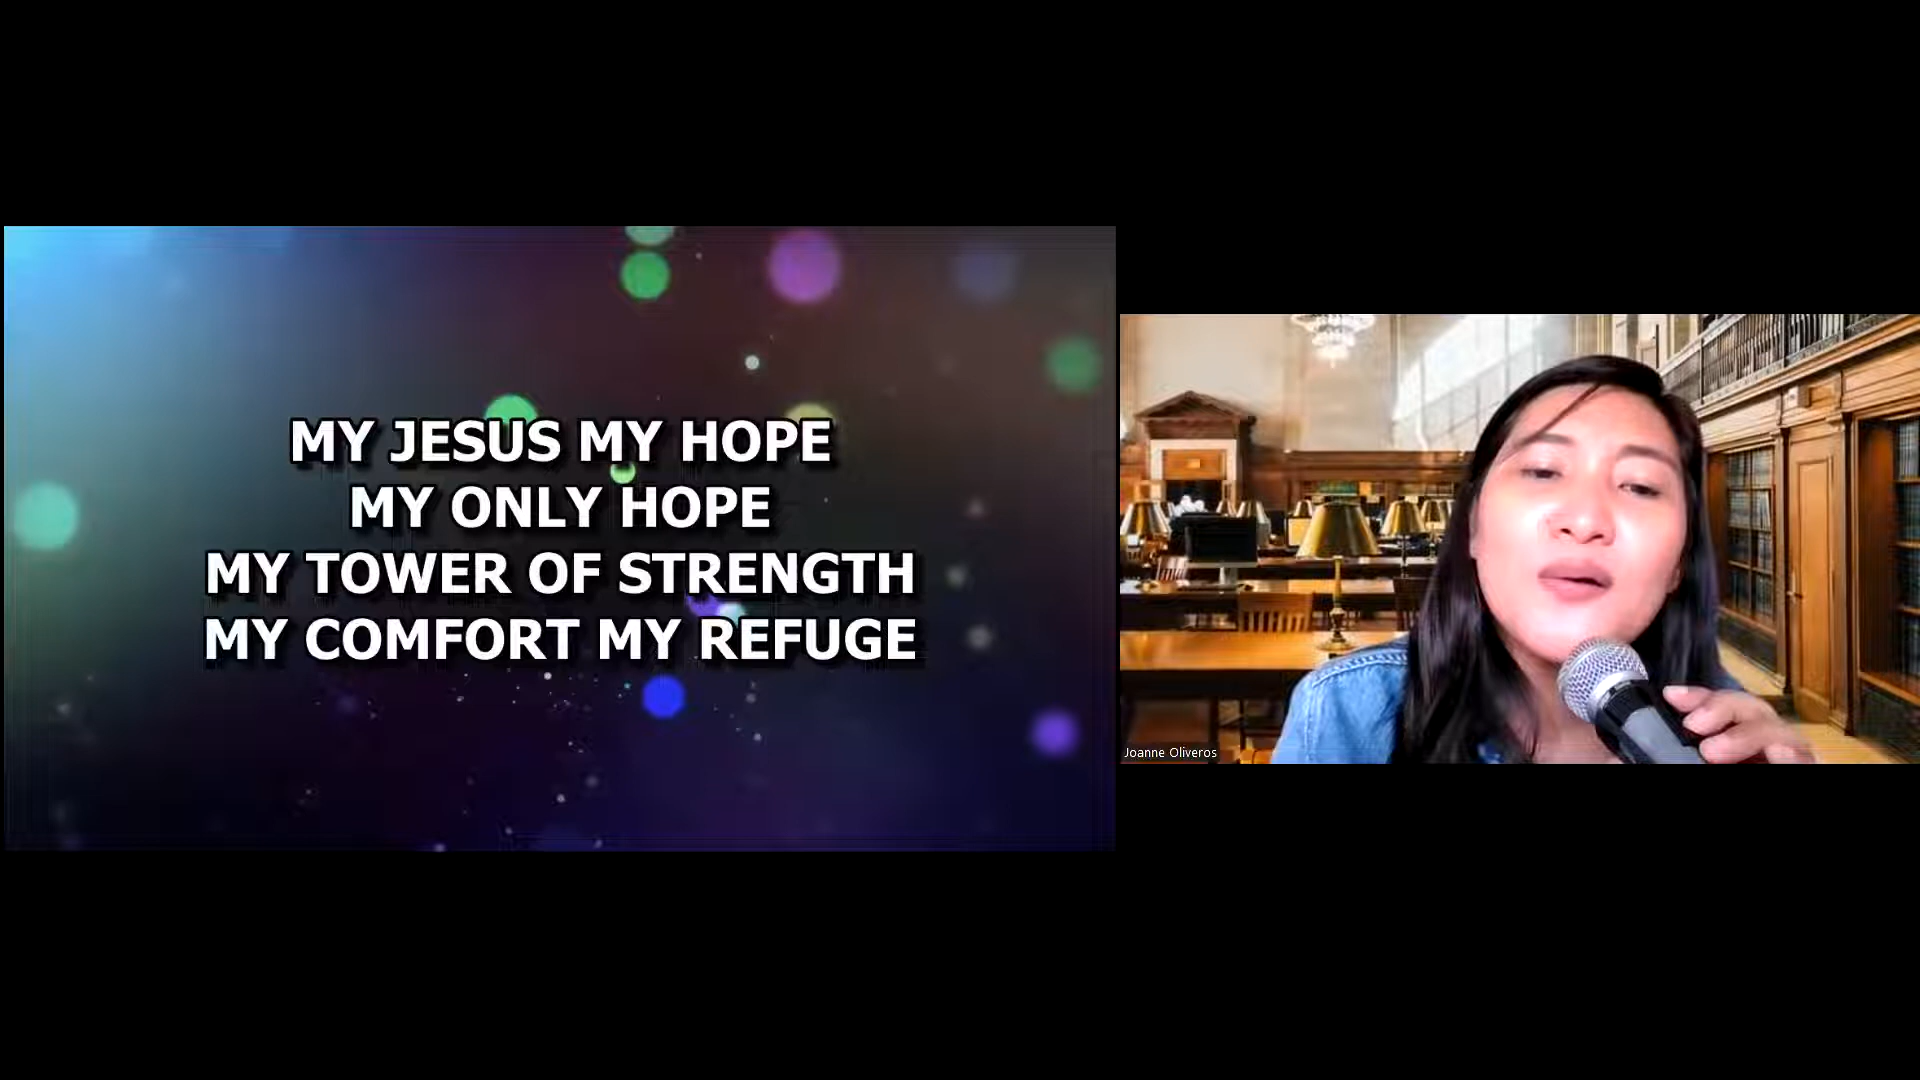 MY JESUS MY HOPE
MY ONLY HOPE
MY TOWER OF STRENGTH
MY COMFORT MY REFUGE
Joanne Oliveros